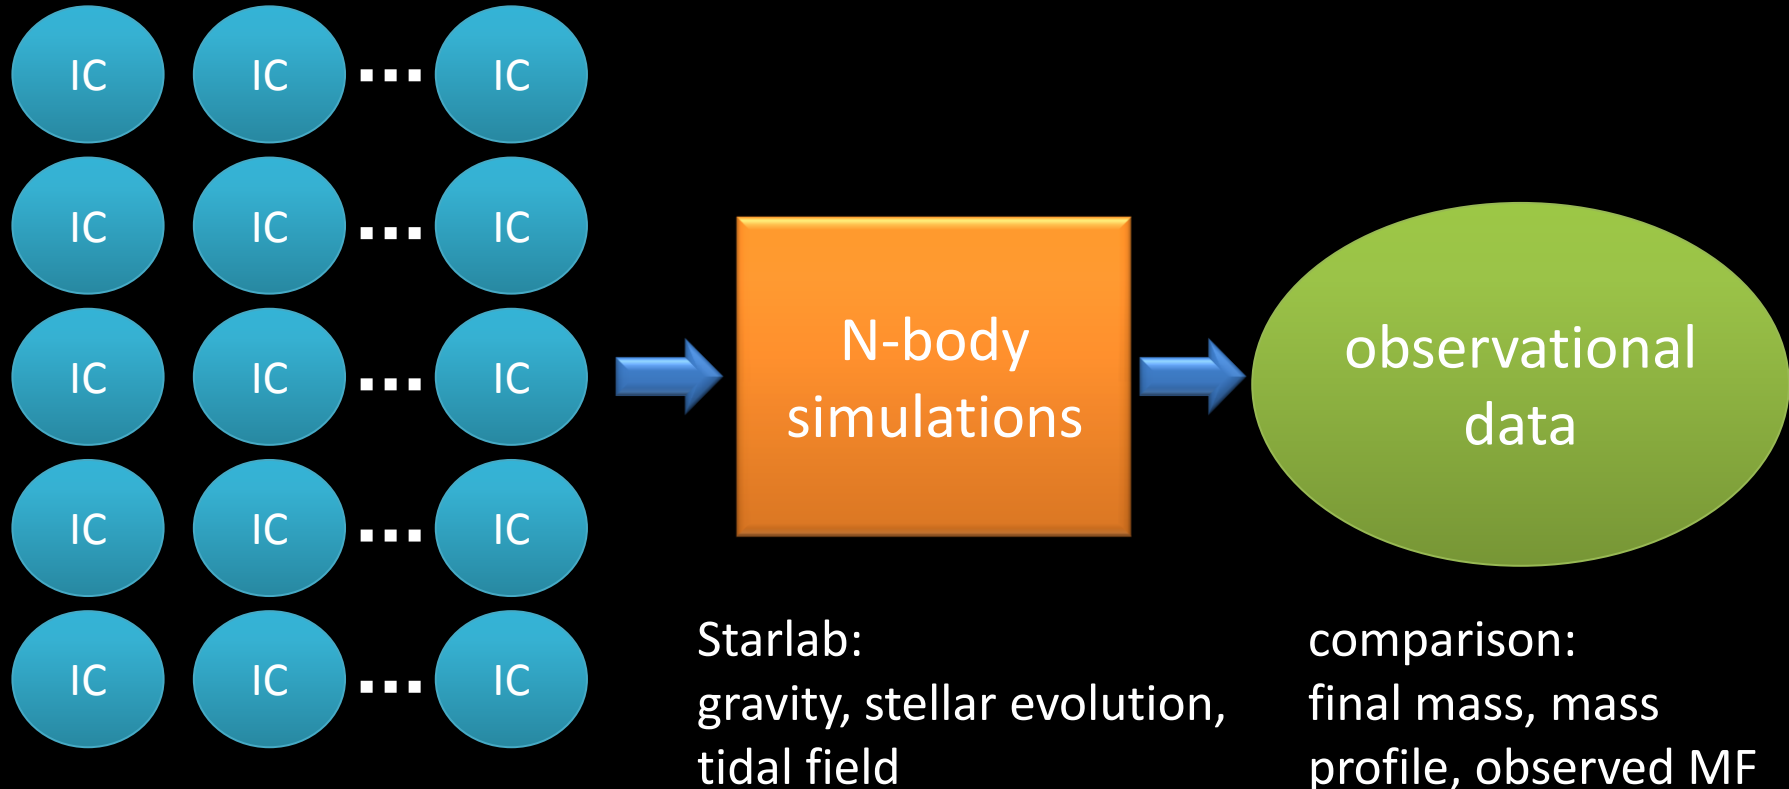 IC IC ... IC
IC IC ... IC
IC IC ... IC
IC IC ... IC
IC IC ... IC
N-body
simulations
observational
data
Starlab:
gravity, stellar evolution,
tidal field
comparison:
final mass, mass
profile, observed MF